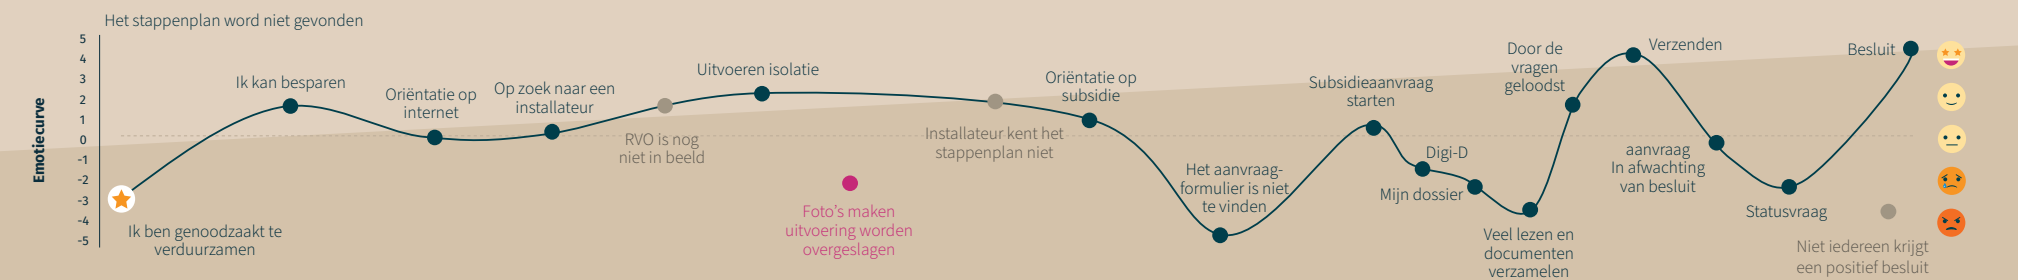 Het stappenplan word niet gevonden
Emotiecurve
5
4
3
2
1
0
-1
-2
-3
-4
-5
Ik ben genoodzaakt te
verduurzamen
Ik kan besparen
Oriëntatie op
internet
Op zoek naar een
installateur
RVO is nog
niet in beeld
Uitvoeren isolatie
Foto's maken
uitvoering worden
overgeslagen
Installateur kent het
stappenplan niet
Oriëntatie op
subsidie
Het aanvraag-
formulier is niet
te vinden
Subsidieaanvraag
starten
Digi-D
Mijn dossier
Veel lezen en
documenten
verzamelen
Door de
vragen
geloodst
Verzenden
aanvraag
In afwachting
van besluit
Statusvraag
Besluit
Niet iedereen krijgt
een positief besluit